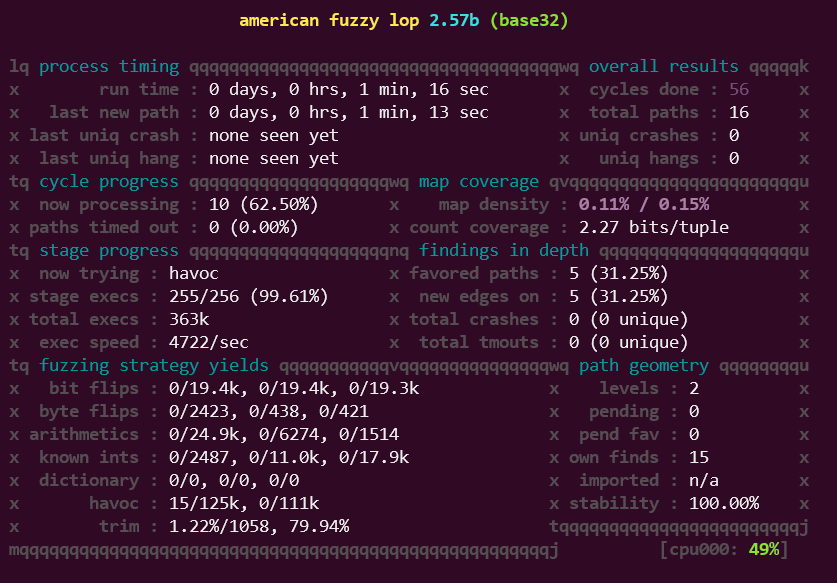 american fuzzy lop 2.57b (base32)
lq process timing qqqqqqqqqqqqqqqqqqqqqqqqqqqqqqqqqqqqqwq overall results qqqqqk
x        run time : 0 days, 0 hrs, 1 min, 16 sec       x  cycles done : 56     x
x   last new path : 0 days, 0 hrs, 1 min, 13 sec       x  total paths : 16     x
x last uniq crash : none seen yet                      x uniq crashes : 0      x
x  last uniq hang : none seen yet                      x   uniq hangs : 0      x
tq cycle progress qqqqqqqqqqqqqqqqqqqqwq map coverage qvqqqqqqqqqqqqqqqqqqqqqqqu
x  now processing : 10 (62.50%)       x    map density : 0.11% / 0.15%         x
x paths timed out : 0 (0.00%)         x count coverage : 2.27 bits/tuple       x
tq stage progress qqqqqqqqqqqqqqqqqqqqnq findings in depth qqqqqqqqqqqqqqqqqqqqu
x  now trying : havoc                 x favored paths : 5 (31.25%)             x
x stage execs : 255/256 (99.61%)      x  new edges on : 5 (31.25%)             x
x total execs : 363k                  x total crashes : 0 (0 unique)           x
x  exec speed : 4722/sec              x  total tmouts : 0 (0 unique)           x
tq fuzzing strategy yields qqqqqqqqqqqvqqqqqqqqqqqqqqqwq path geometry qqqqqqqqu
x   bit flips : 0/19.4k, 0/19.4k, 0/19.3k             x    levels : 2          x
x  byte flips : 0/2423, 0/438, 0/421                  x   pending : 0          x
x arithmetics : 0/24.9k, 0/6274, 0/1514               x  pend fav : 0          x
x  known ints : 0/2487, 0/11.0k, 0/17.9k              x own finds : 15         x
x  dictionary : 0/0, 0/0, 0/0                         x  imported : n/a        x
x       havoc : 15/125k, 0/111k                       x stability : 100.00%    x
x        trim : 1.22%/1058, 79.94%                    tqqqqqqqqqqqqqqqqqqqqqqqqj
mqqqqqqqqqqqqqqqqqqqqqqqqqqqqqqqqqqqqqqqqqqqqqqqqqqqqqj          [cpu000: 49%]